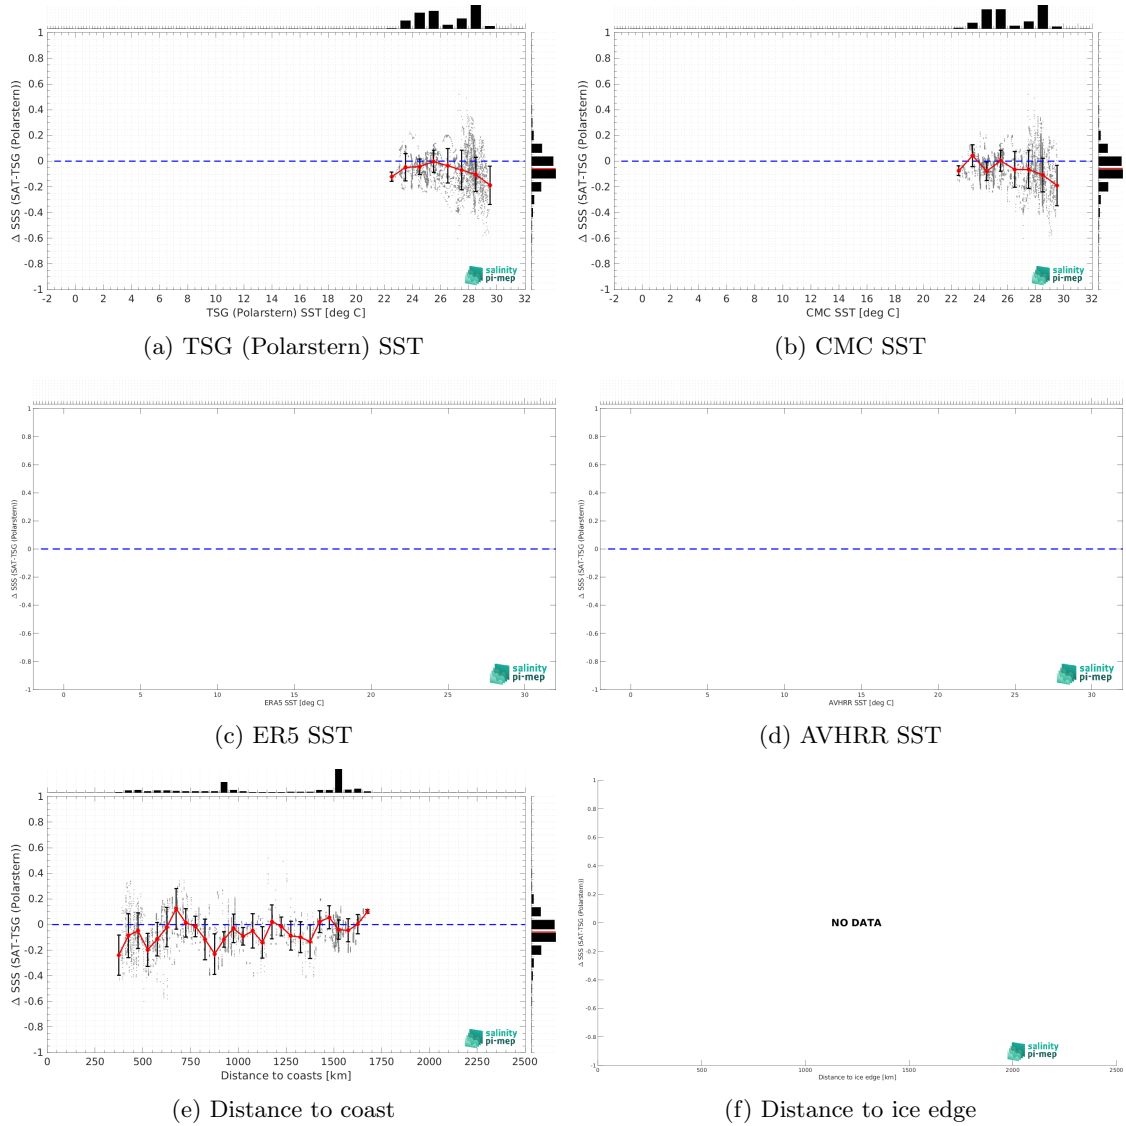 1
0.8
0.6
0.4
0.2
0
-0.2
-0.4
-0.6
-0.8
-1
Δ SSS (SAT-TSG (Polarstern))
salinity
pi-mep
-2 0 2 4 6 8 10 12 14 16 18 20 22 24 26 28 30 32
TSG (Polarstern) SST [deg C]
(a) TSG (Polarstern) SST
1
0.8
0.6
0.4
0.2
0
-0.2
-0.4
-0.6
-0.8
-1
Δ SSS (SAT-TSG (Polarstern))
salinity
pi-mep
-2 0 2 4 6 8 10 12 14 16 18 20 22 24 26 28 30 32
CMC SST [deg C]
(b) CMC SST
1
0.8
0.6
0.4
0.2
0
-0.2
-0.4
-0.6
-0.8
-1
Δ SSS (SAT-TSG (Polarstern))
salinity
pi-mep
0 5 10 15 20 25 30
ERA5 SST [deg C]
(c) ER5 SST
1
0.8
0.6
0.4
0.2
0
-0.2
-0.4
-0.6
-0.8
-1
Δ SSS (SAT-TSG (Polarstern))
salinity
pi-mep
0 5 10 15 20 25 30
AVHRR SST [deg C]
(d) AVHRR SST
1
0.8
0.6
0.4
0.2
0
-0.2
-0.4
-0.6
-0.8
-1
Δ SSS (SAT-TSG (Polarstern))
salinity
pi-mep
0 250 500 750 1000 1250 1500 1750 2000 2250 2500
Distance to coasts [km]
(e) Distance to coast
1
0.8
0.6
0.4
0.2
0
-0.2
-0.4
-0.6
-0.8
-1
Δ SSS (SAT-TSG (Polarstern))
NO DATA
salinity
pi-mep
0 500 1000 1500 2000 2500
Distance to ice edge [km]
(f) Distance to ice edge